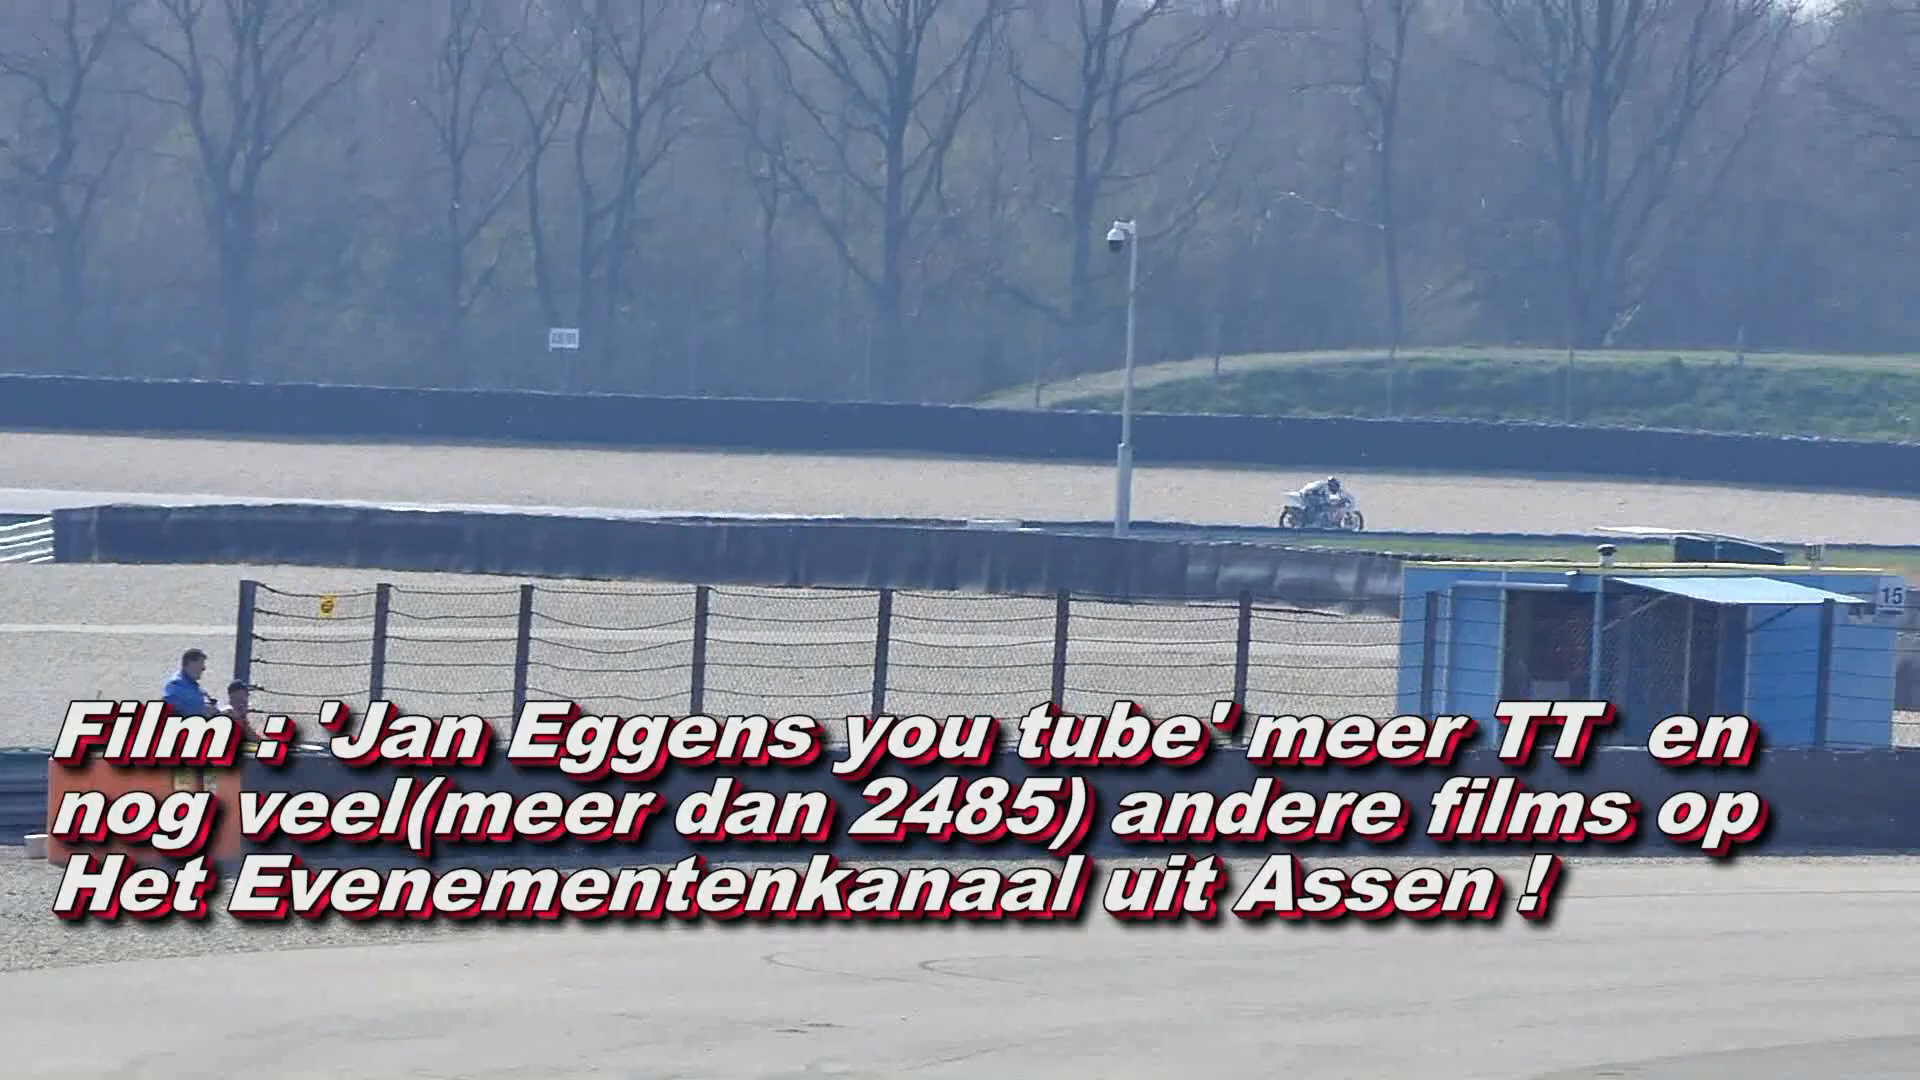 15
Film : 'Jan Eggens you tube' meer TT en
nog veel(meer dan 2485) andere films op
Het Evenementenkanaal uit Assen !